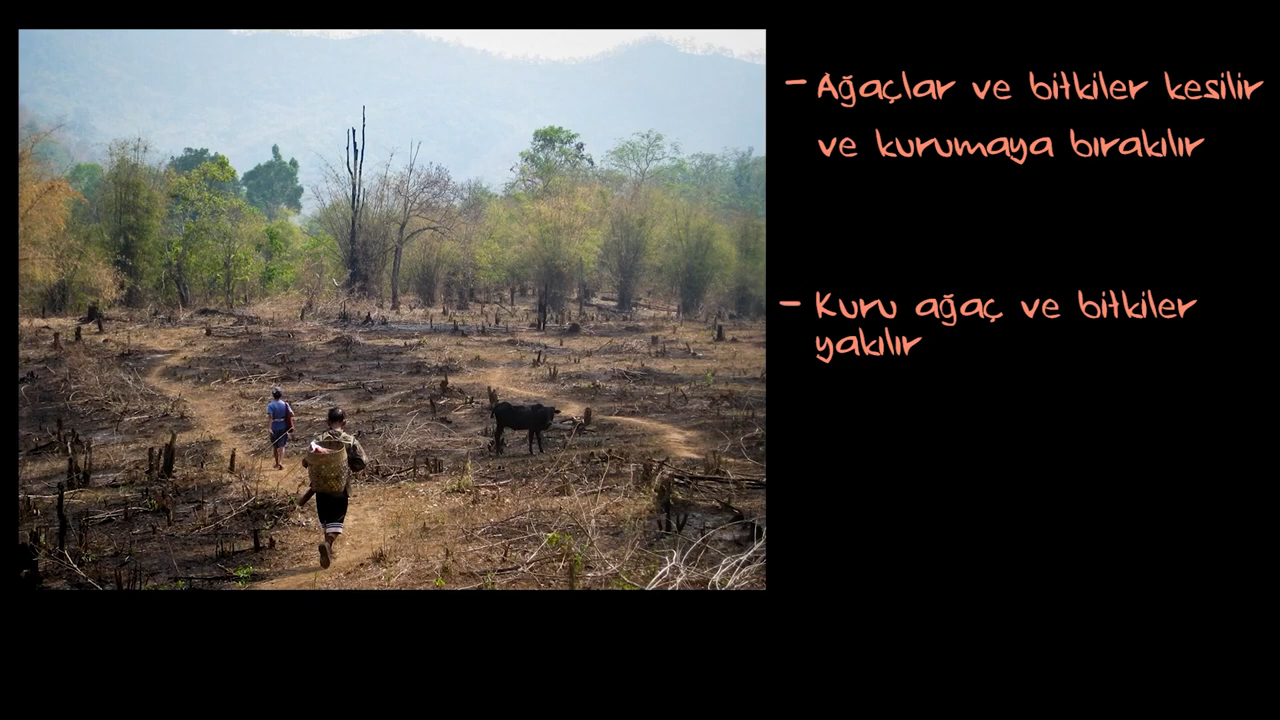 - Ağaçlar ve bitkiler kesilir
ve kurumaya bırakılır
- Kuru ağaç ve bitkiler
yakılır